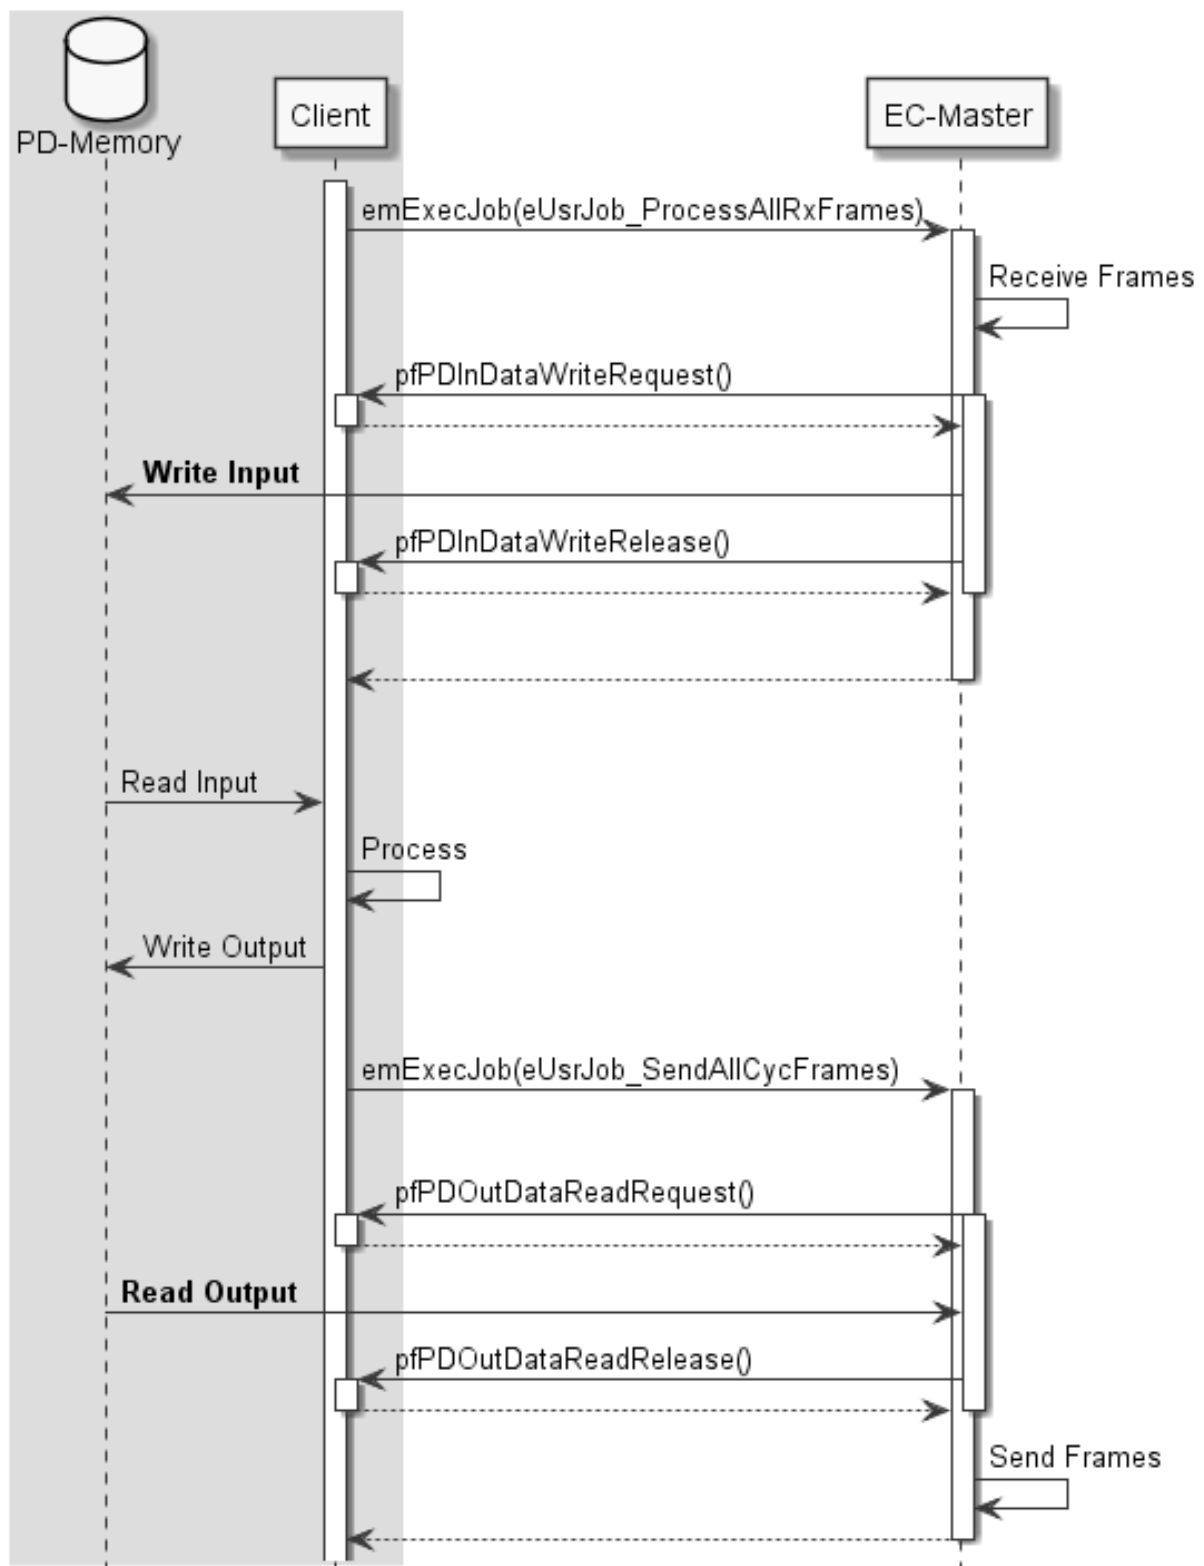 PD-Memory
Client
EC-Master
emExecJob(eUsrJob_ProcessAllRxFrames)
Receive Frames
pfPDInDataWriteRequest()
Write Input
pfPDInDataWriteRelease()
Read Input
Process
Write Output
emExecJob(eUsrJob_SendAllCycFrames)
pfPDOutDataReadRequest()
Read Output
pfPDOutDataReadRelease()
Send Frames